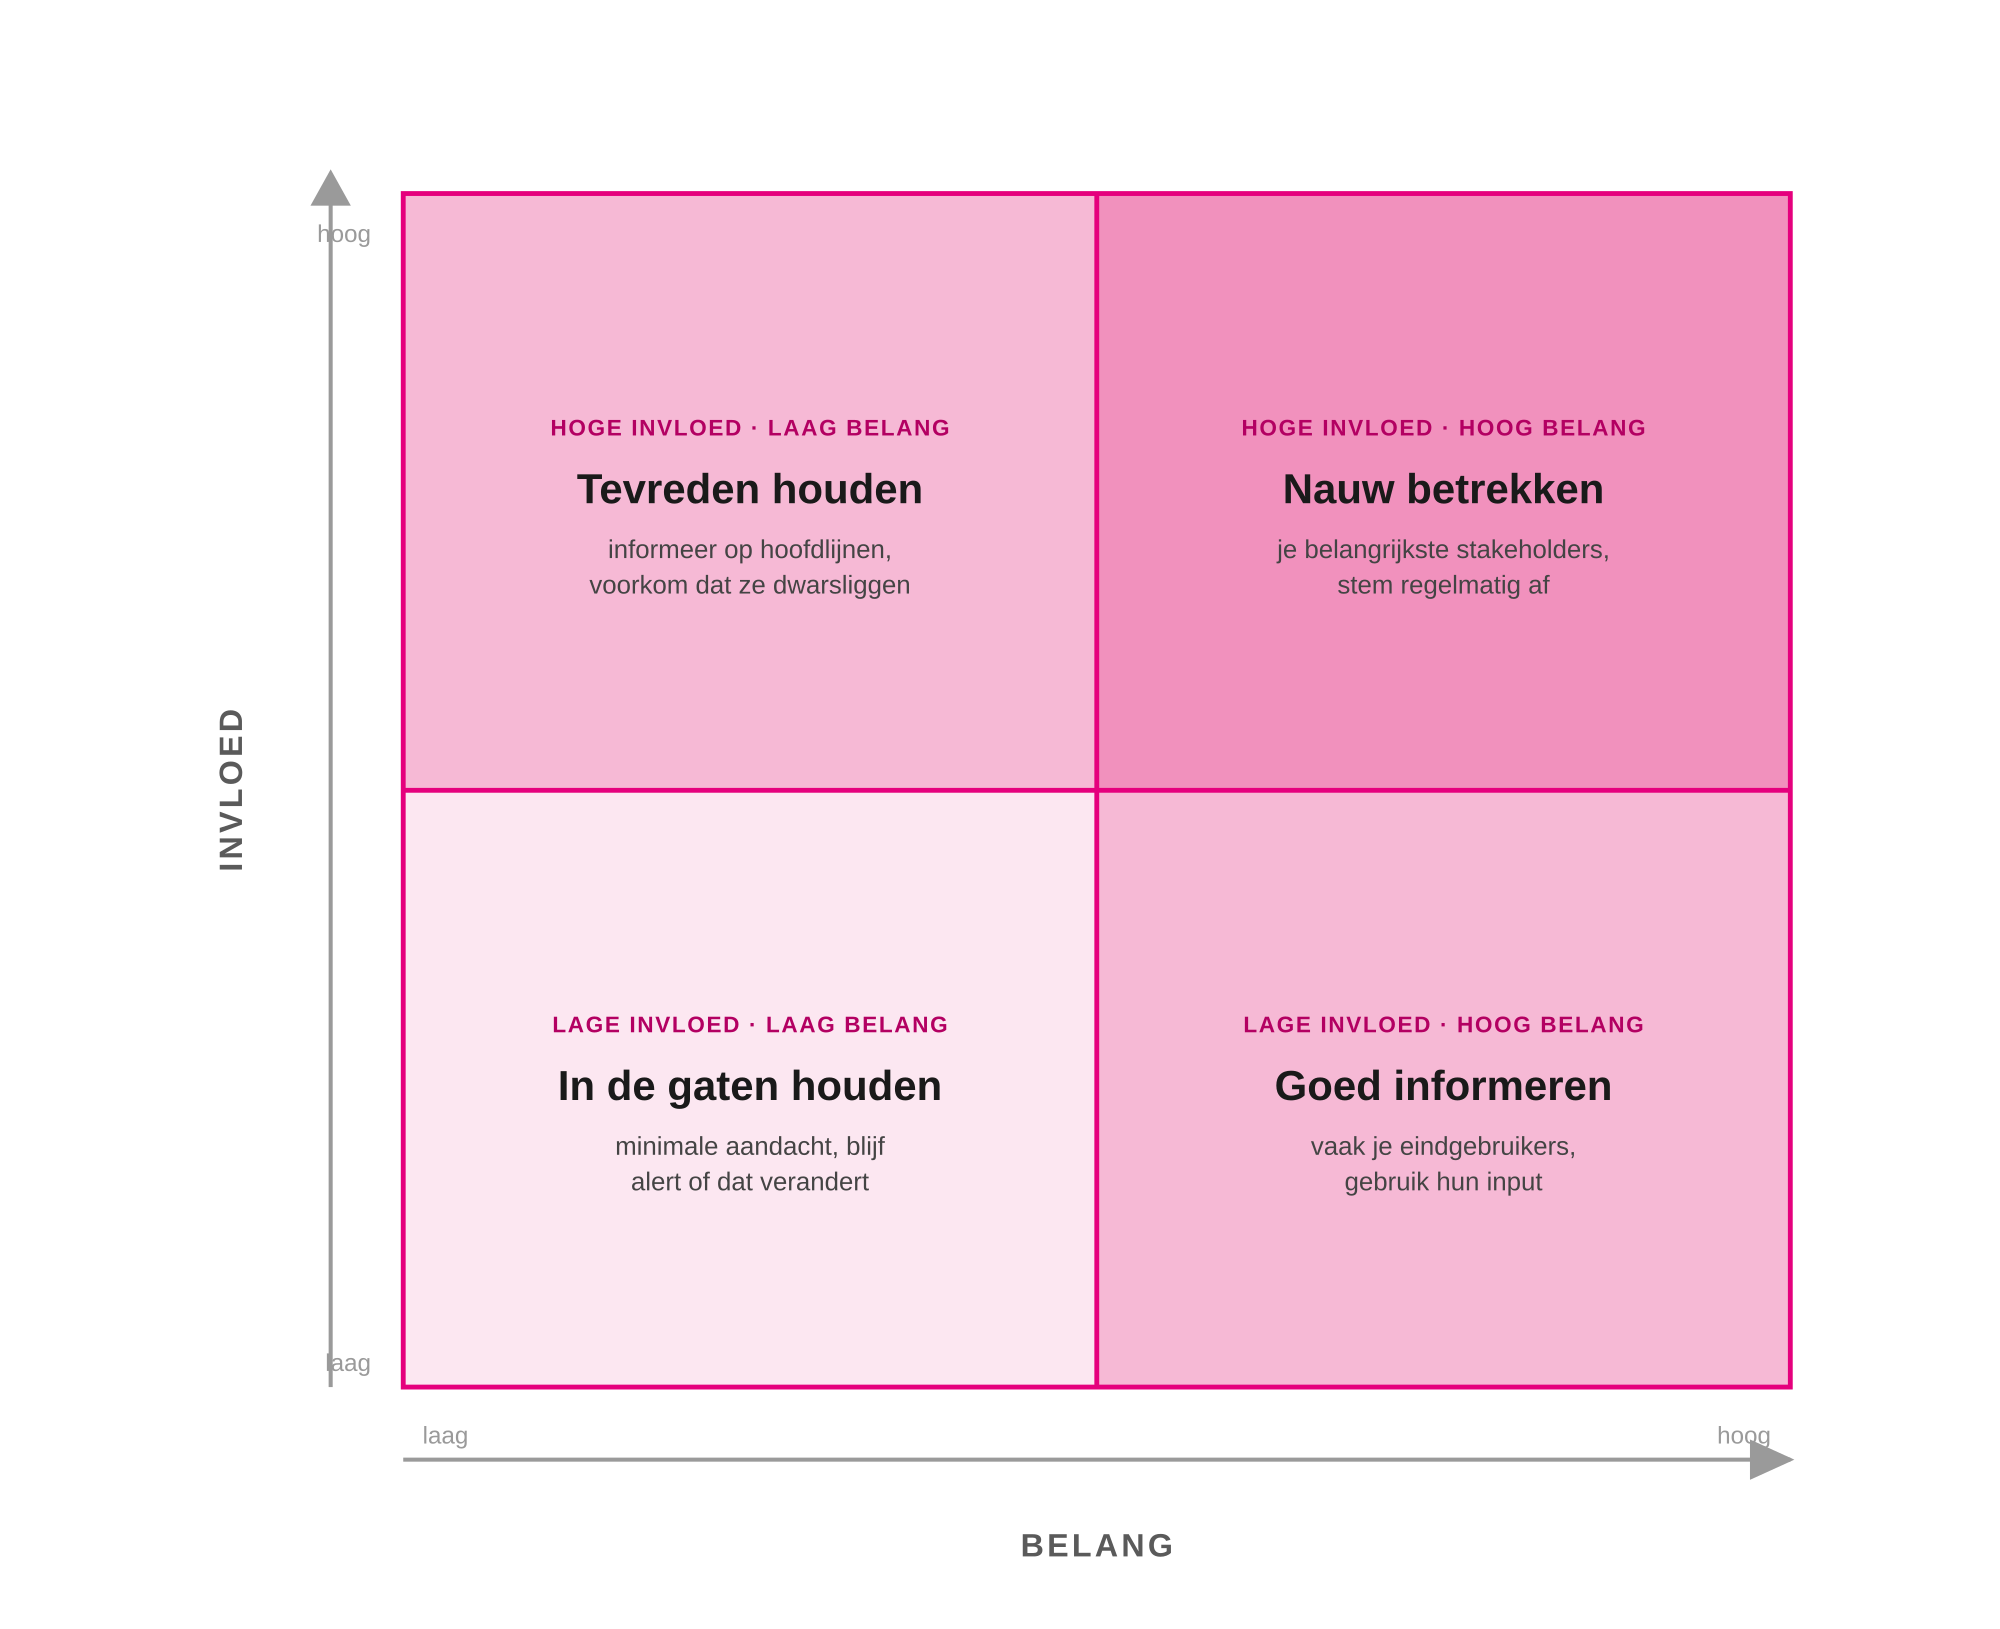 hoog
HOGE INVLOED · LAAG BELANG
Tevreden houden
informeer op hoofdlijnen,
voorkom dat ze dwarsliggen
HOGE INVLOED · HOOG BELANG
Nauw betrekken
je belangrijkste stakeholders,
stem regelmatig af
INVLOED
LAGE INVLOED · LAAG BELANG
In de gaten houden
minimale aandacht, blijf
alert of dat verandert
LAGE INVLOED · HOOG BELANG
Goed informeren
vaak je eindgebruikers,
gebruik hun input
laag
laag
hoog
BELANG